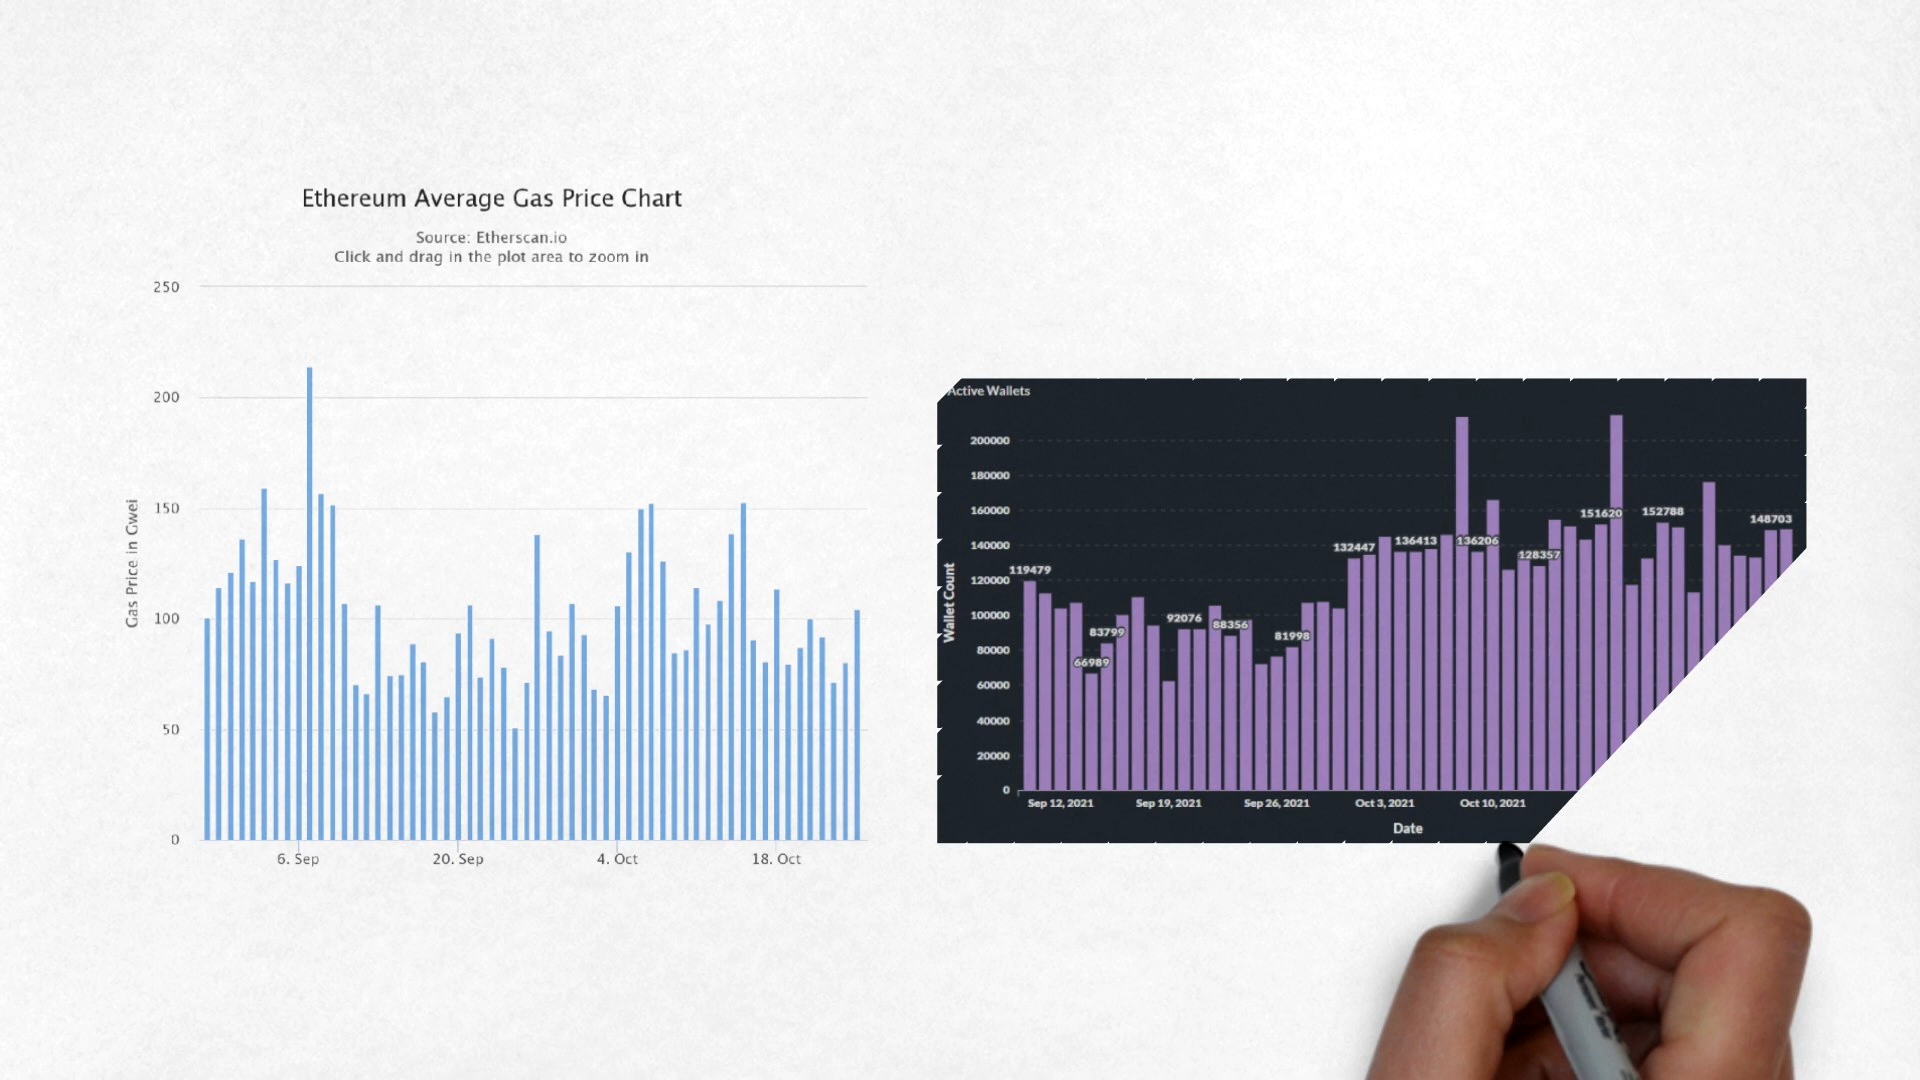 Ethereum Average Gas Price Chart
Source: Etherscan.io
Click and drag in the plot area to zoom in
250
200
150
100
50
0
Gas Price in Gwei
6. Sep
20. Sep
4. Oct
18. Oct
Active Wallets
200000
180000
160000
140000
120000
100000
80000
60000
40000
20000
0
Wallet Count
119479
66989
83799
92076
88356
81998
132447
136413
136206
128357
151620
152788
148703
Sep 12, 2021
Sep 19, 2021
Sep 26, 2021
Oct 3, 2021
Oct 10, 2021
Date